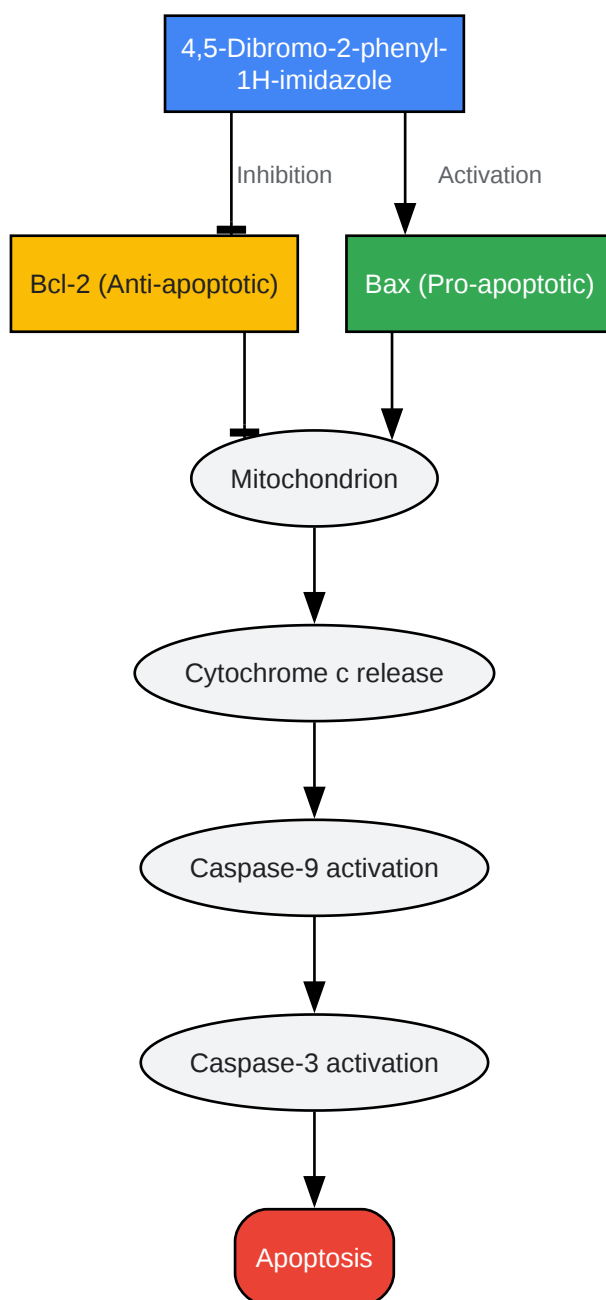 4,5-Dibromo-2-phenyl-
1H-imidazole
Inhibition
Activation
Bcl-2 (Anti-apoptotic)
Bax (Pro-apoptotic)
Mitochondrion
Cytochrome c release
Caspase-9 activation
Caspase-3 activation
Apoptosis